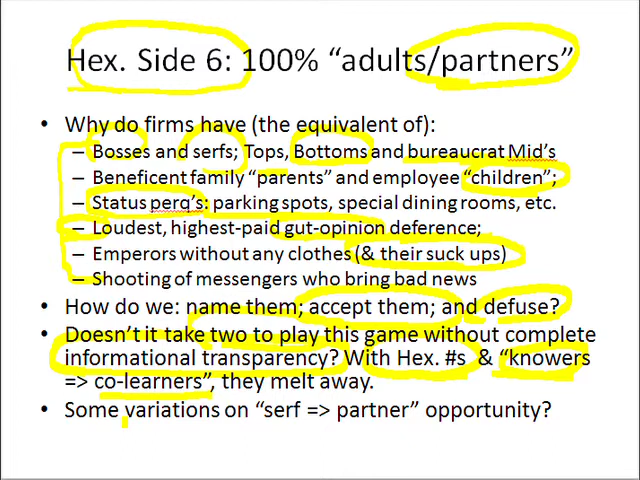 Hex. Side 6: 100% “adults/partners”
• Why do firms have (the equivalent of):
– Bosses and serfs; Tops, Bottoms and bureaucrat Mid’s
– Beneficent family “parents” and employee “children”;
– Status perq’s: parking spots, special dining rooms, etc.
– Loudest, highest-paid gut-opinion deference;
– Emperors without any clothes (& their suck ups)
– Shooting of messengers who bring bad news
• How do we: name them; accept them; and defuse?
• Doesn’t it take two to play this game without complete
informational transparency? With Hex. #s & “knowers
=> co-learners”, they melt away.
• Some variations on “serf => partner” opportunity?